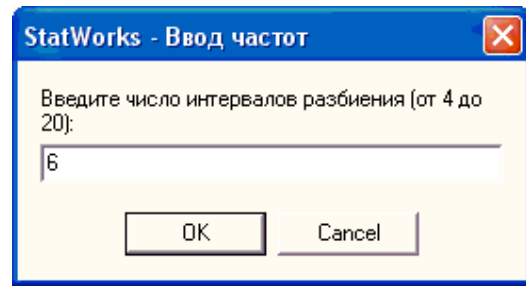 StatWorks - Ввод частот
Введите число интервалов разбиения (от 4 до
20):
6
OK
Cancel